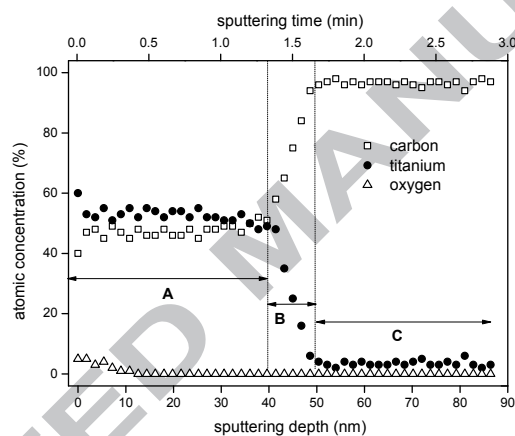 sputtering time (min)
0.0 0.5 1.0 1.5 2.0 2.5 3.0
100
80
60
40
20
0
atomic concentration (%)
carbon
titanium
oxygen
A
B
C
0 10 20 30 40 50 60 70 80 90
sputtering depth (nm)
TED MANU